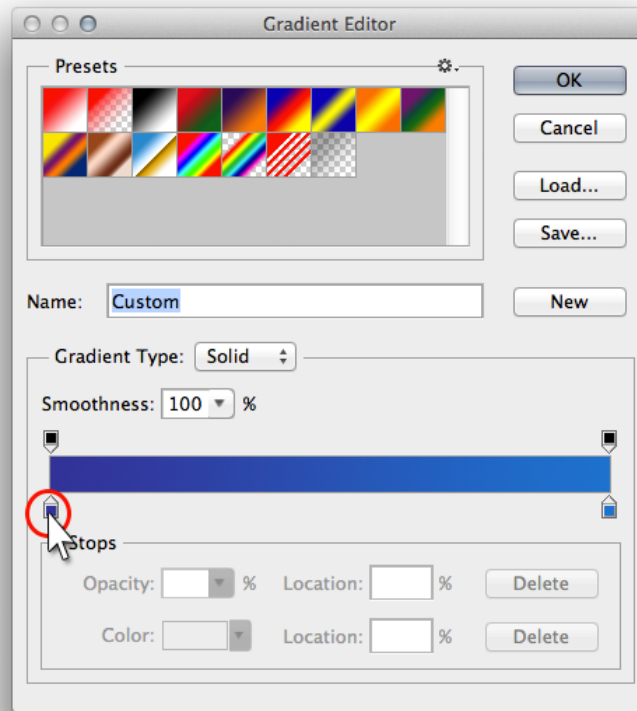 Gradient Editor
Presets
OK
Cancel
Load...
Save...
Name: Custom
New
Gradient Type: Solid
Smoothness: 100 %
Stops
Opacity: % Location: % Delete
Color: Location: % Delete